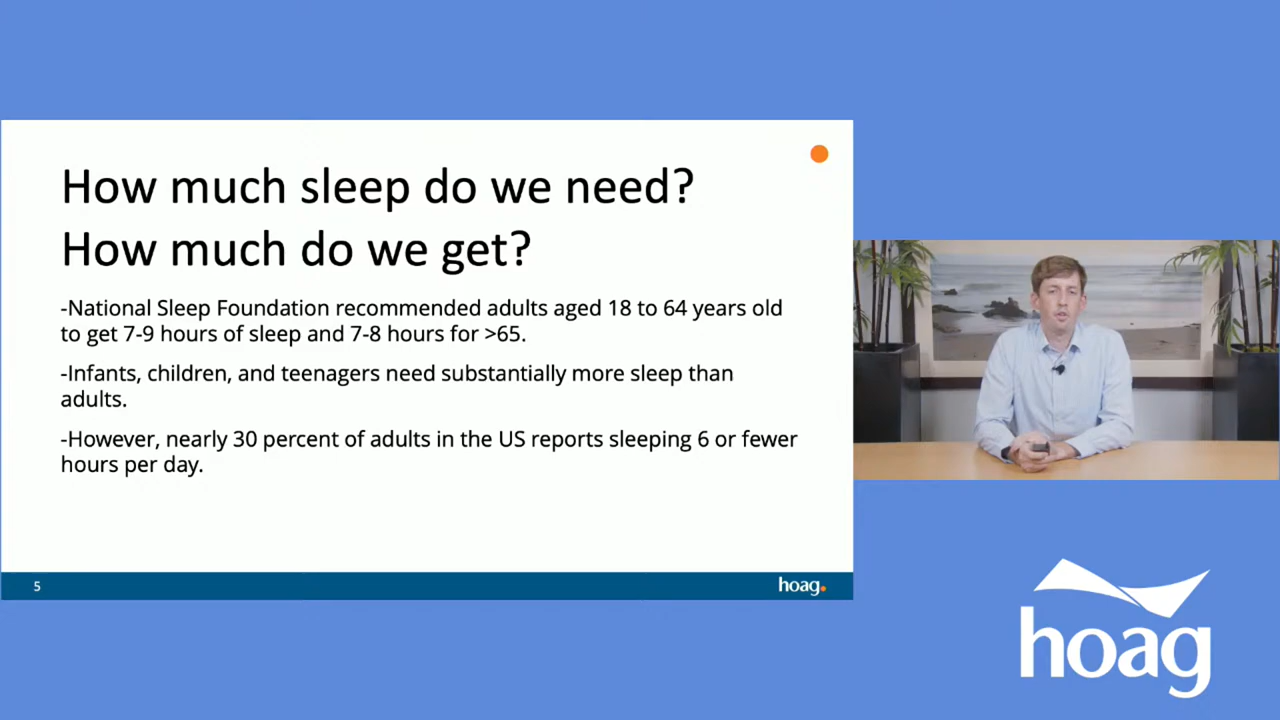 How much sleep do we need?
How much do we get?
-National Sleep Foundation recommended adults aged 18 to 64 years old
to get 7-9 hours of sleep and 7-8 hours for >65.
-Infants, children, and teenagers need substantially more sleep than
adults.
-However, nearly 30 percent of adults in the US reports sleeping 6 or fewer
hours per day.
5
hoag.
hoag